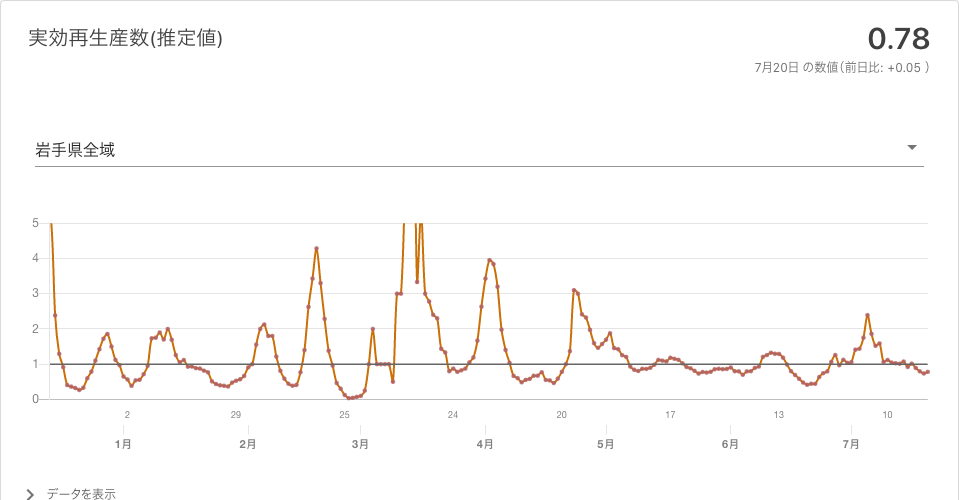 実効再生産数(推定値)
0.78
7月20日 の数値(前日比: +0.05 )
岩手県全域
5
4
3
2
1
0
2 29 25 24 20 17 13 10
1月 2月 3月 4月 5月 6月 7月
データを表示